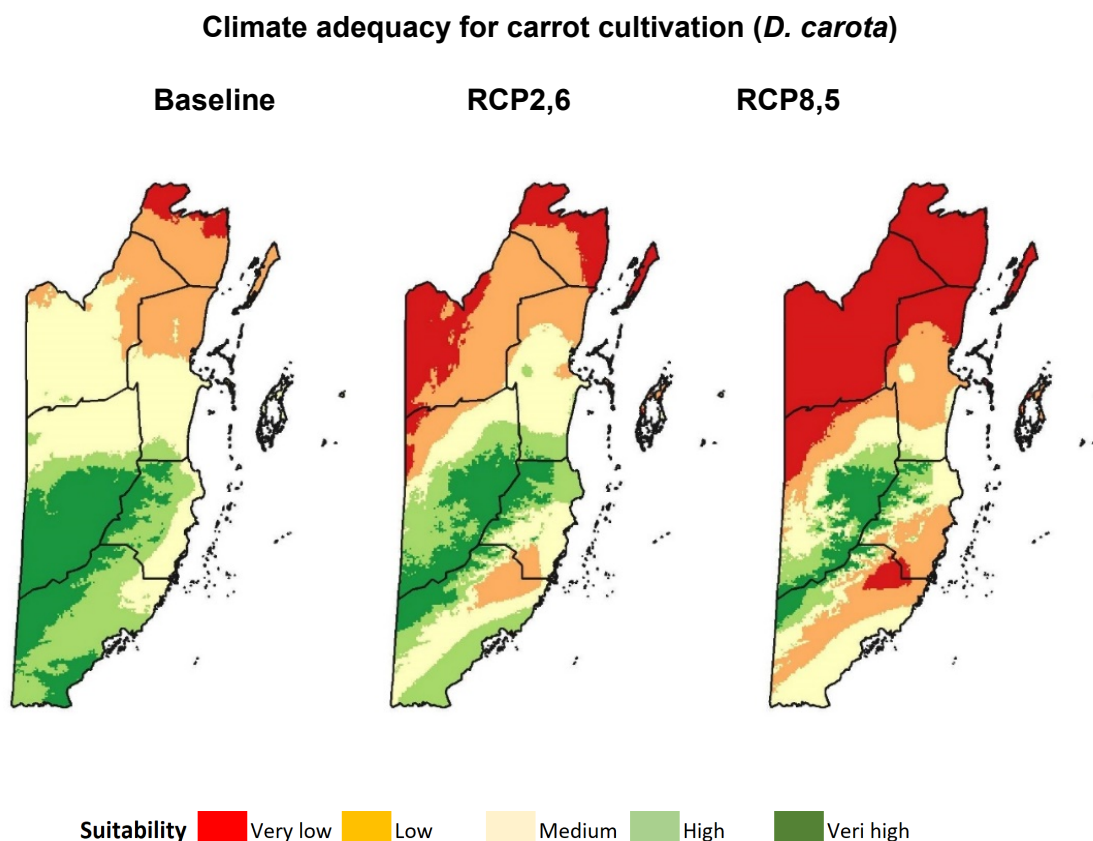 Climate adequacy for carrot cultivation (D. carota)
Baseline RCP2,6 RCP8,5
Suitability Very low Low Medium High Veri high